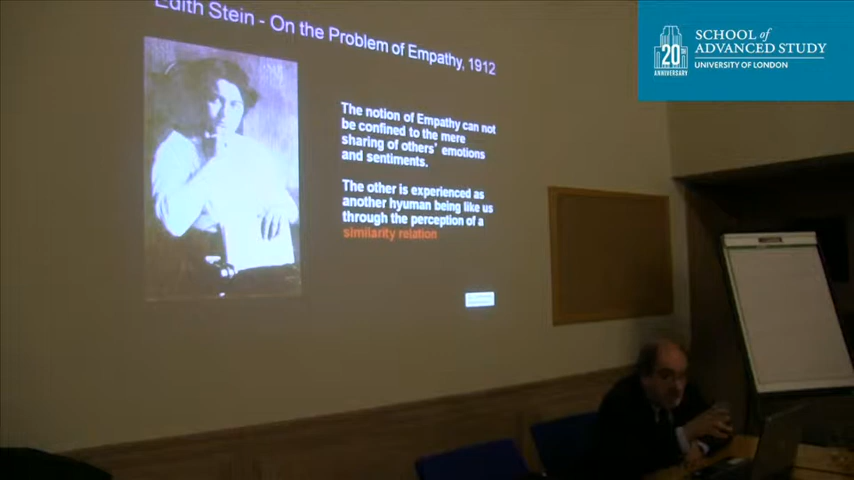 Edith Stein - On the Problem of Empathy, 1912
The notion of Empathy can not
be confined to the mere
sharing of others' emotions
and sentiments.
The other is experienced as
another hyuman being like us
through the perception of a
similarity relation
SCHOOL of
ADVANCED STUDY
UNIVERSITY OF LONDON
20
ANNIVERSARY